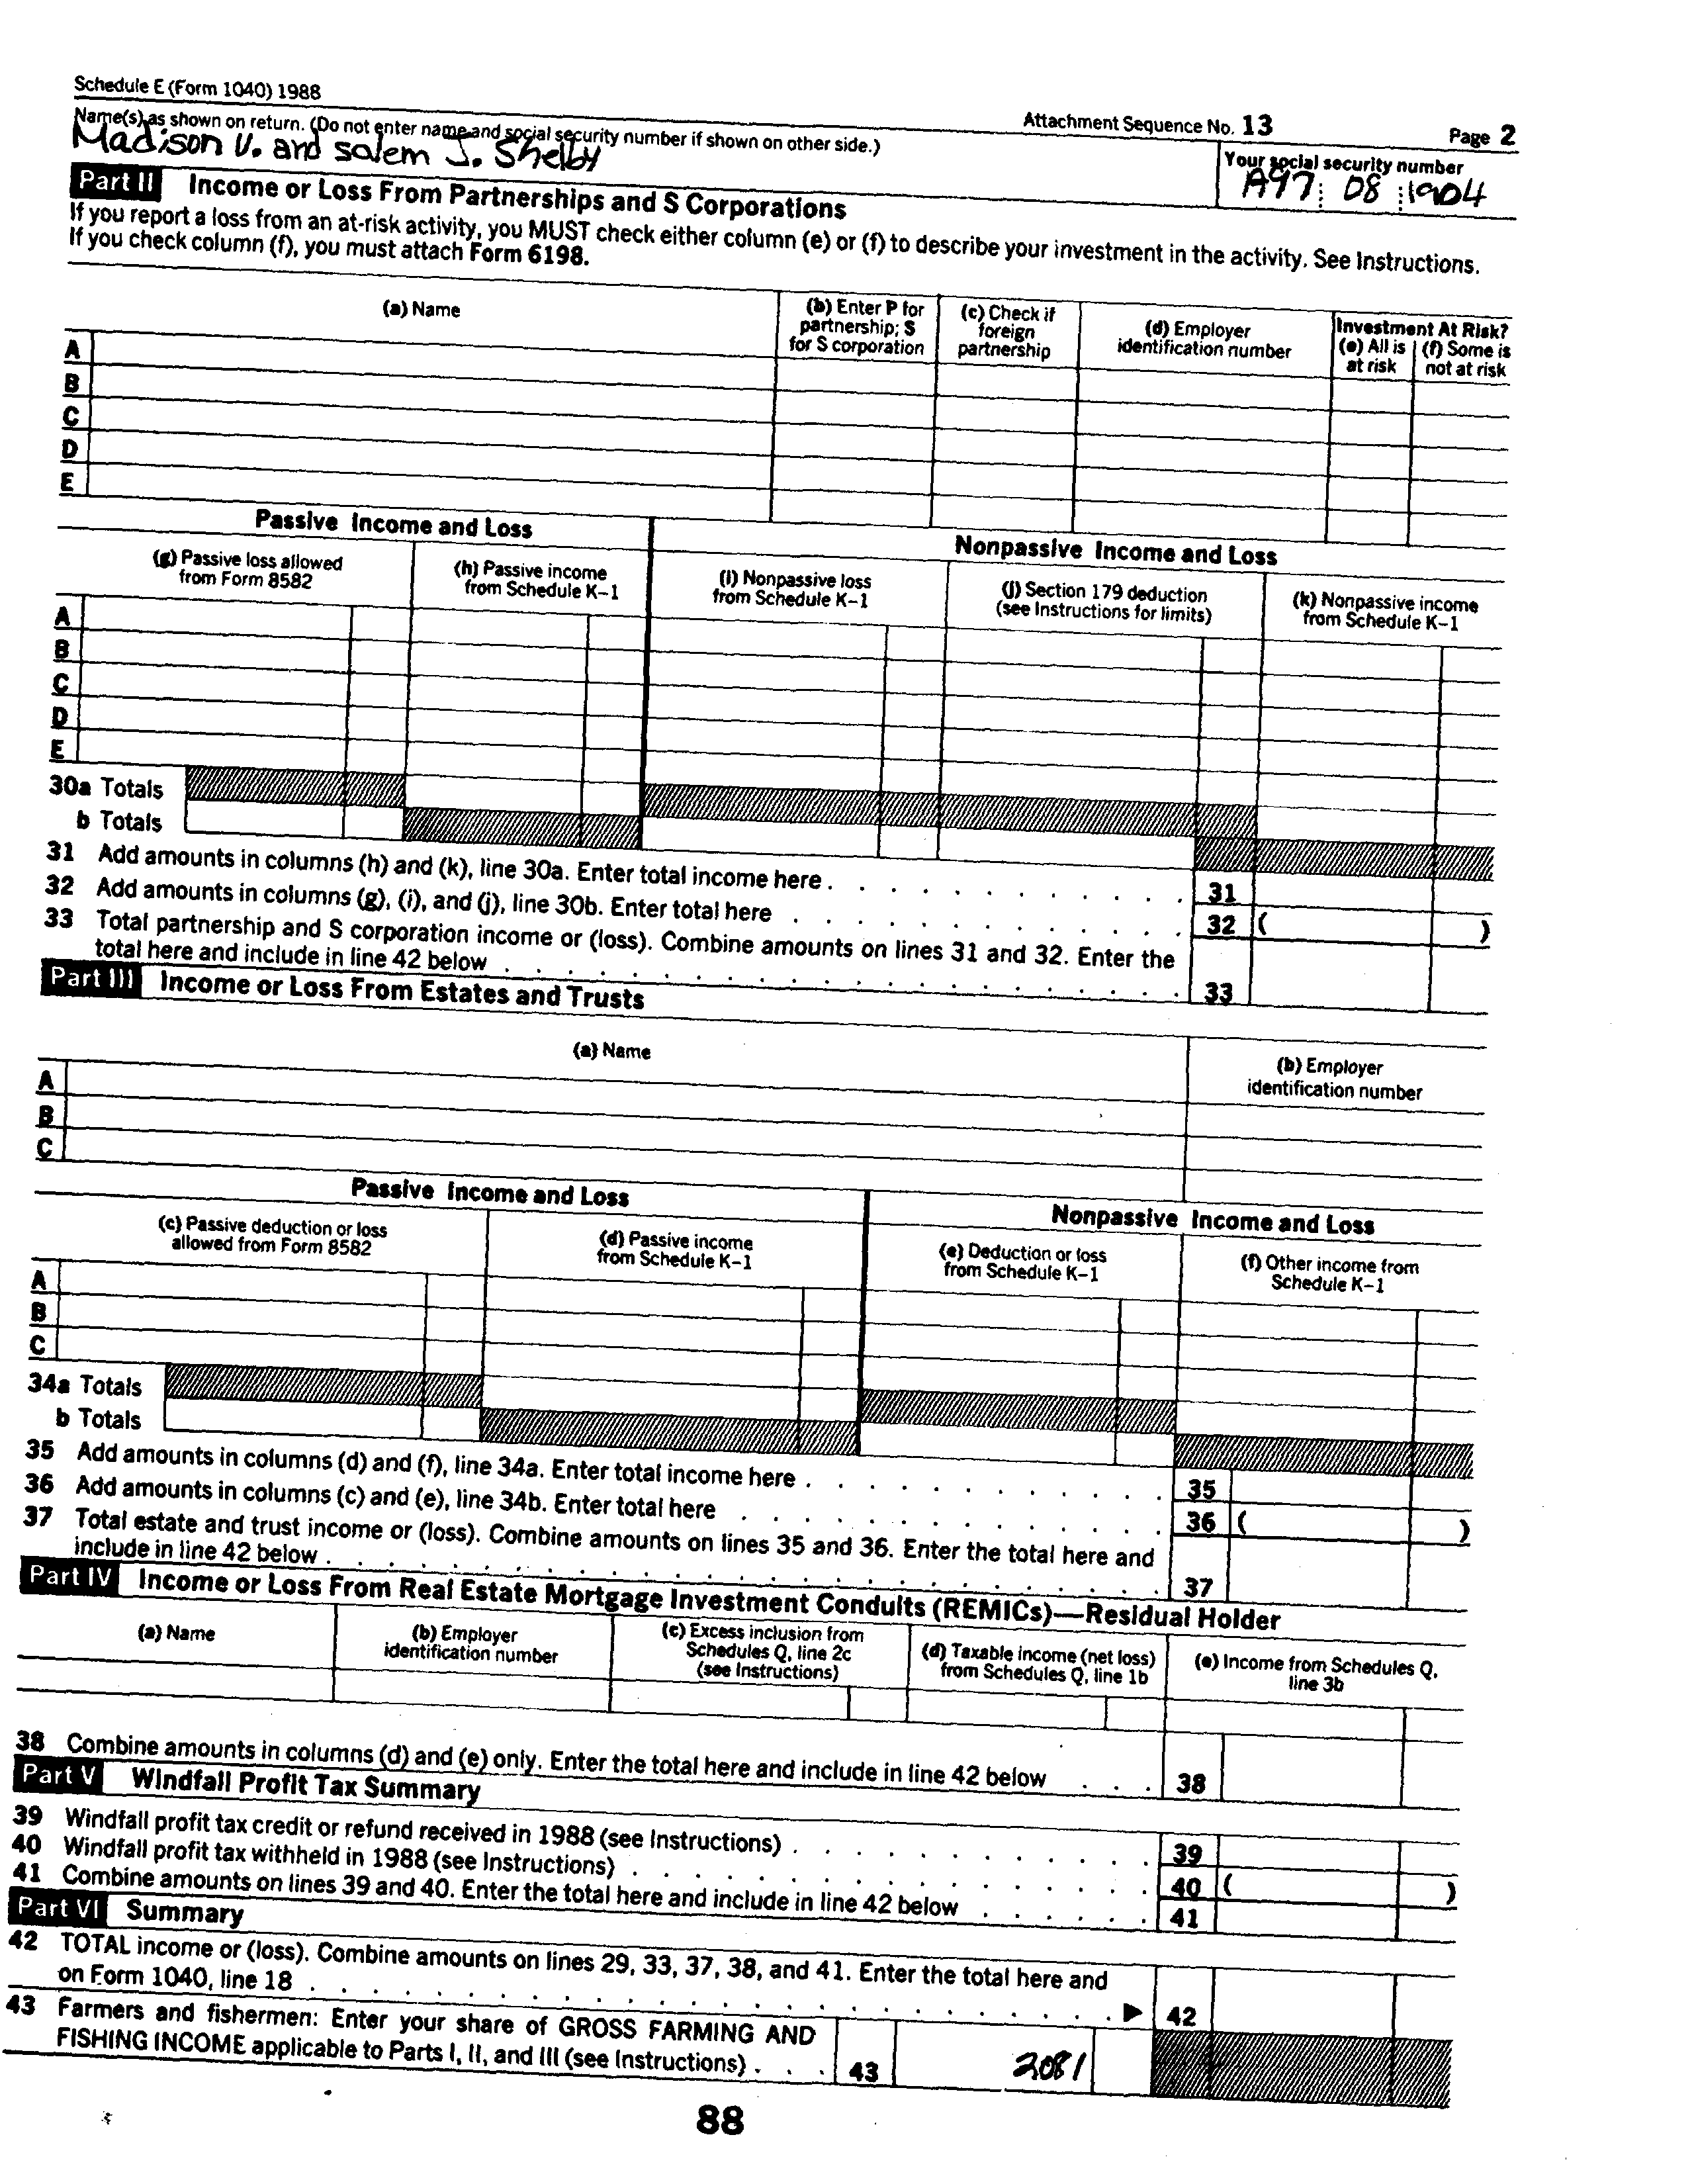 Schedule E (Form 1040) 1988
Attachment Sequence No. 13
Page 2
Name(s) as shown on return. (Do not enter name and social security number if shown on other side.)
Madison V. and Salem J. Shelby
Your social security number
A97 08 1904
Part II Income or Loss From Partnerships and S Corporations
If you report a loss from an at-risk activity, you MUST check either column (e) or (f) to describe your investment in the activity. See Instructions.
If you check column (f), you must attach Form 6198.
(a) Name
(b) Enter P for
partnership; S
for S corporation
(c) Check if
foreign
partnership
(d) Employer
identification number
Investment At Risk?
(e) All is
at risk
(f) Some is
not at risk
A
B
C
D
E
Passive Income and Loss
Nonpassive Income and Loss
(g) Passive loss allowed
from Form 8582
(h) Passive income
from Schedule K–1
(i) Nonpassive loss
from Schedule K–1
(j) Section 179 deduction
(see Instructions for limits)
(k) Nonpassive income
from Schedule K–1
A
B
C
D
E
30a Totals
b Totals
31 Add amounts in columns (h) and (k), line 30a. Enter total income here . . . . . . . . . . . . 31
32 Add amounts in columns (g), (i), and (j), line 30b. Enter total here . . . . . . . . . . . . . 32 ( )
33 Total partnership and S corporation income or (loss). Combine amounts on lines 31 and 32. Enter the
total here and include in line 42 below . . . . . . . . . . . . . . . . . . . . . . 33
Part III Income or Loss From Estates and Trusts
(a) Name
(b) Employer
identification number
A
B
C
Passive Income and Loss
Nonpassive Income and Loss
(c) Passive deduction or loss
allowed from Form 8582
(d) Passive income
from Schedule K–1
(e) Deduction or loss
from Schedule K–1
(f) Other income from
Schedule K–1
A
B
C
34a Totals
b Totals
35 Add amounts in columns (d) and (f), line 34a. Enter total income here . . . . . . . . . . . . 35
36 Add amounts in columns (c) and (e), line 34b. Enter total here . . . . . . . . . . . . . . 36 ( )
37 Total estate and trust income or (loss). Combine amounts on lines 35 and 36. Enter the total here and
include in line 42 below . . . . . . . . . . . . . . . . . . . . . . . . . . . 37
Part IV Income or Loss From Real Estate Mortgage Investment Conduits (REMICs)—Residual Holder
(a) Name
(b) Employer
identification number
(c) Excess inclusion from
Schedules Q, line 2c
(see Instructions)
(d) Taxable income (net loss)
from Schedules Q, line 1b
(e) Income from Schedules Q,
line 3b
38 Combine amounts in columns (d) and (e) only. Enter the total here and include in line 42 below . . . 38
Part V Windfall Profit Tax Summary
39 Windfall profit tax credit or refund received in 1988 (see Instructions) . . . . . . . . . . . . 39
40 Windfall profit tax withheld in 1988 (see Instructions) . . . . . . . . . . . . . . . . . 40 ( )
41 Combine amounts on lines 39 and 40. Enter the total here and include in line 42 below . . . . . . 41
Part VI Summary
42 TOTAL income or (loss). Combine amounts on lines 29, 33, 37, 38, and 41. Enter the total here and
on Form 1040, line 18 . . . . . . . . . . . . . . . . . . . . . . . . . . ▶ 42
43 Farmers and fishermen: Enter your share of GROSS FARMING AND
FISHING INCOME applicable to Parts I, II, and III (see Instructions) . . . 43 2081
88